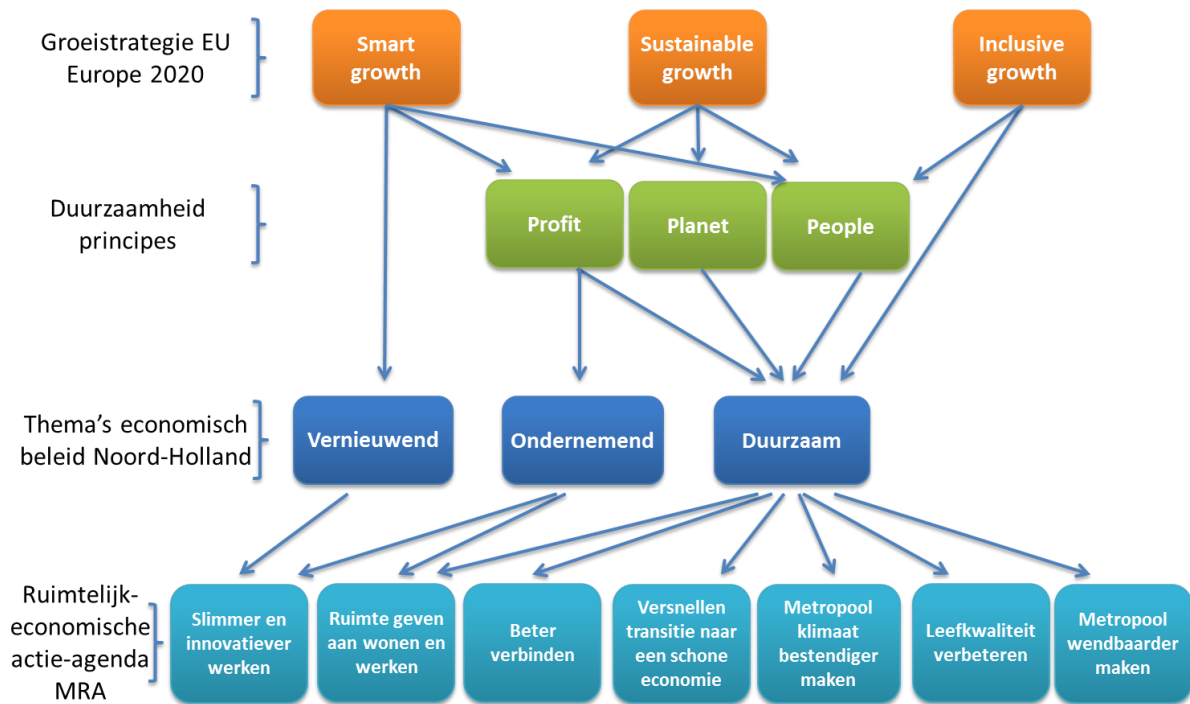 Groeistrategie EU
Europe 2020
Smart
growth
Sustainable
growth
Inclusive
growth
Duurzaamheid
principes
Profit
Planet
People
Thema's economisch
beleid Noord-Holland
Vernieuwend
Ondernemend
Duurzaam
Ruimtelijk-
economische
actie-agenda
MRA
Slimmer en
innovatiever
werken
Ruimte geven
aan wonen en
werken
Beter
verbinden
Versnellen
transitie naar
een schone
economie
Metropool
klimaat
bestendiger
maken
Leefkwaliteit
verbeteren
Metropool
wendbaarder
maken